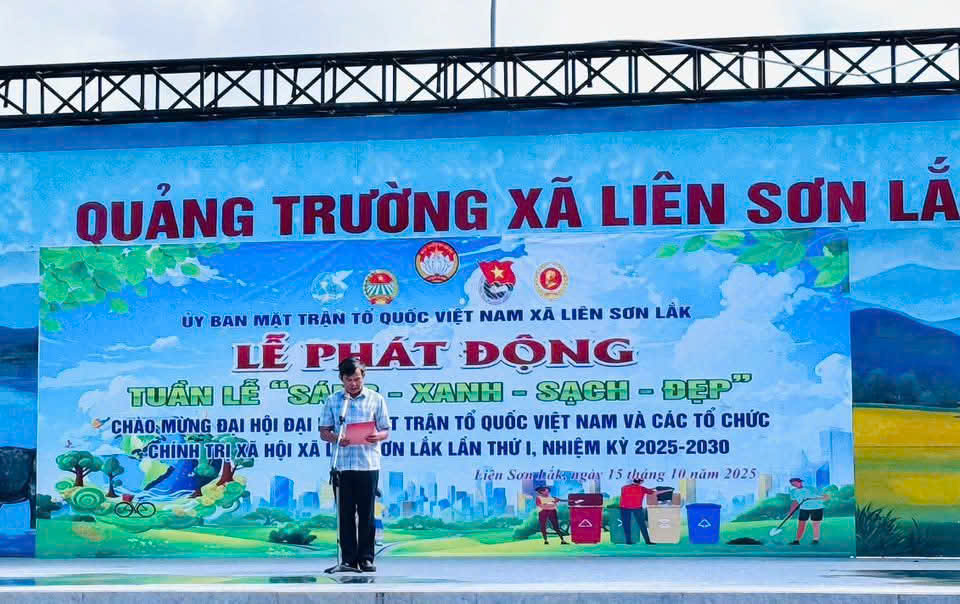 QUẢNG TRƯỜNG XÃ LIÊN SƠN LẮ
ỦY BAN MẶT TRẬN TỔ QUỐC VIỆT NAM XÃ LIÊN SƠN LẮK
LỄ PHÁT ĐỘNG
TUẦN LỄ “SÁNG - XANH - SẠCH - ĐẸP”
CHÀO MỪNG ĐẠI HỘI ĐẠI TRẬN TỔ QUỐC VIỆT NAM VÀ CÁC TỔ CHỨC
CHÍNH TRỊ XÃ HỘI XÃ SƠN LẮK LẦN THỨ I, NHIỆM KỲ 2025-2030
Liên Sơn Lắk, ngày 15 tháng 10 năm 2025